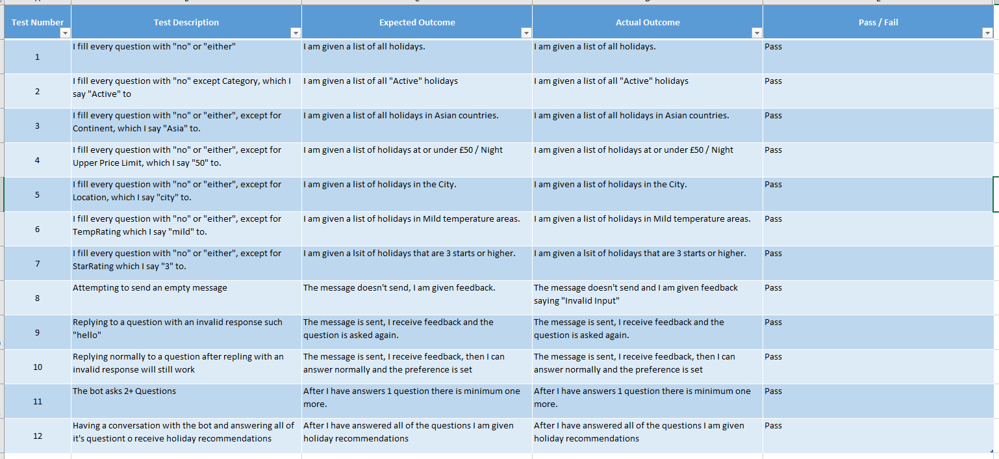 Test Number Test Description Expected Outcome Actual Outcome Pass / Fail
1
I fill every question with "no" or "either"
I am given a list of all holidays.
I am given a list of all holidays.
Pass
2
I fill every question with "no" except Category, which I
say "Active" to
I am given a list of all "Active" holidays
I am given a list of all "Active" holidays
Pass
3
I fill every question with "no" or "either", except for
Continent, which I say "Asia" to.
I am given a list of all holidays in Asian countries.
I am given a list of all holidays in Asian countries.
Pass
4
I fill every question with "no" or "either", except for
Upper Price Limit, which I say "50" to.
I am given a list of holidays at or under £50 / Night
I am given a list of holidays at or under £50 / Night
Pass
5
I fill every question with "no" or "either", except for
Location, which I say "city" to.
I am given a list of holidays in the City.
I am given a list of holidays in the City.
Pass
6
I fill every question with "no" or "either", except for
TempRating which I say "mild" to.
I am given a list of holidays in Mild temperature areas.
I am given a list of holidays in Mild temperature areas.
Pass
7
I fill every question with "no" or "either", except for
StarRating which I say "3" to.
I am given a lsit of holidays that are 3 starts or higher.
I am given a lsit of holidays that are 3 starts or higher.
Pass
8
Attempting to send an empty message
The message doesn't send, I am given feedback.
The message doesn't send and I am given feedback
saying "Invalid Input"
Pass
9
Replying to a question with an invalid response such
"hello"
The message is sent, I receive feedback and the
question is asked again.
The message is sent, I receive feedback and the
question is asked again.
Pass
10
Replying normally to a question after repling with an
invalid response will still work
The message is sent, I receive feedback, then I can
answer normally and the preference is set
The message is sent, I receive feedback, then I can
answer normally and the preference is set
Pass
11
The bot asks 2+ Questions
After I have answers 1 question there is minimum one
more.
After I have answers 1 question there is minimum one
more.
Pass
12
Having a conversation with the bot and answering all of
it's questiont o receive holiday recommendations
After I have answered all of the questions I am given
holiday recommendations
After I have answered all of the questions I am given
holiday recommendations
Pass